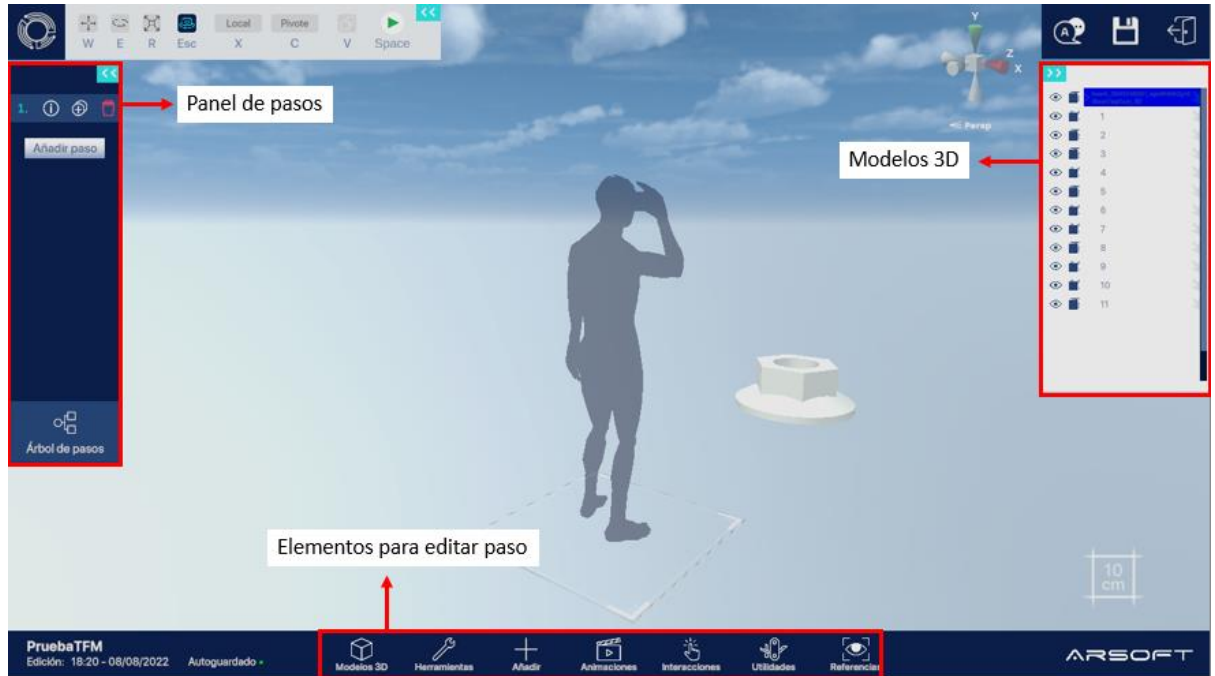 W E R Esc Local X Pivote C V Space
<<
Y
Z
X
Persp
A
<<
1.
Añadir paso
Árbol de pasos
Panel de pasos
Modelos 3D
>>
1
2
3
4
5
6
7
8
9
10
11
Elementos para editar paso
10
cm
PruebaTFM
Edición: 18:20 - 08/08/2022 Autoguardado
Modelos 3D Herramientas Añadir Animaciones Interacciones Utilidades Referencias
ARSOFT